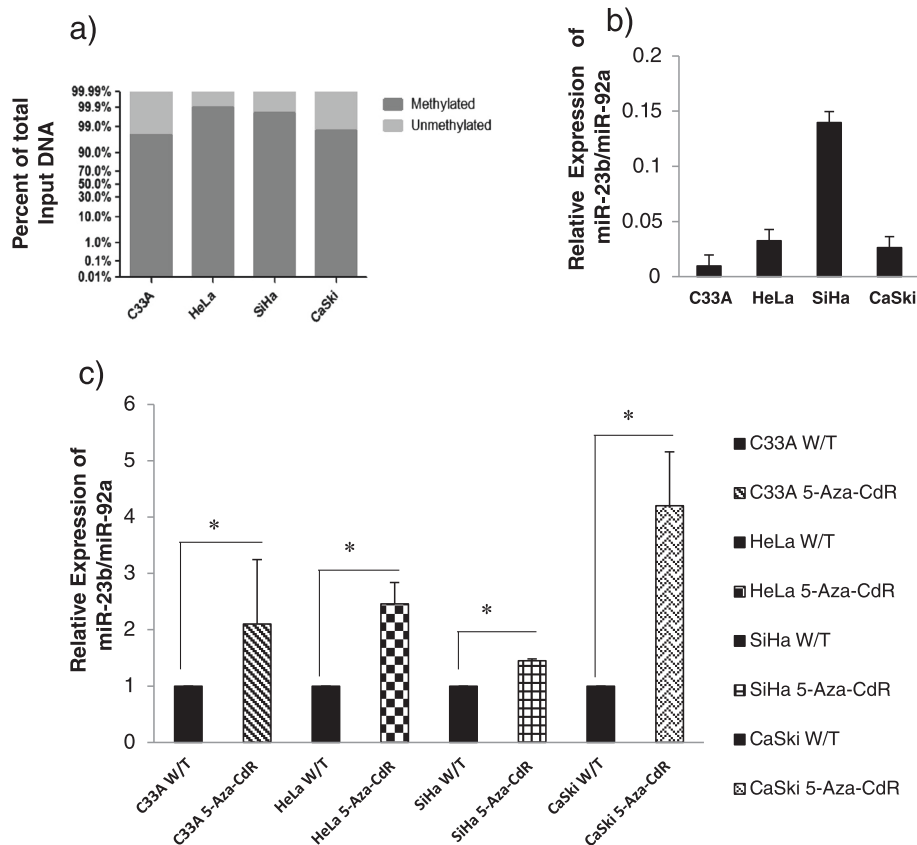 a)
Percent of total
Input DNA
99.99%
99.9%
99.0%
90.0%
70.0%
50.0%
30.0%
10.0%
1.0%
0.1%
0.01%
C33A
HeLa
SiHa
CaSki
Methylated
Unmethylated
b)
Relative Expression of
miR-23b/miR-92a
0.2
0.15
0.1
0.05
0
C33A
HeLa
SiHa
CaSki
c)
Relative Expression of
miR-23b/miR-92a
6
5
4
3
2
1
0
*
*
*
*
C33A W/T
C33A 5-Aza-CdR
HeLa W/T
HeLa 5-Aza-CdR
SiHa W/T
SiHa 5-Aza-CdR
CaSki W/T
CaSki 5-Aza-CdR
C33A W/T
C33A 5-Aza-CdR
HeLa W/T
HeLa 5-Aza-CdR
SiHa W/T
SiHa 5-Aza-CdR
CaSki W/T
CaSki 5-Aza-CdR